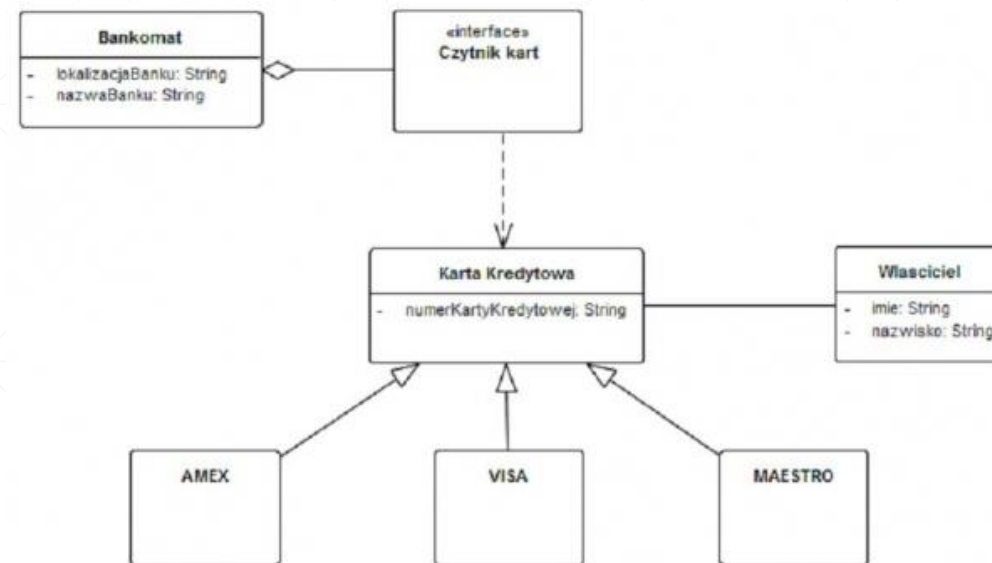 Bankomat
- lokalizacjaBanku: String
- nazwaBanku: String
«interface»
Czytnik kart
Karta Kredytowa
- numerKartyKredytowej: String
Wlasciciel
- imie: String
- nazwisko: String
AMEX
VISA
MAESTRO